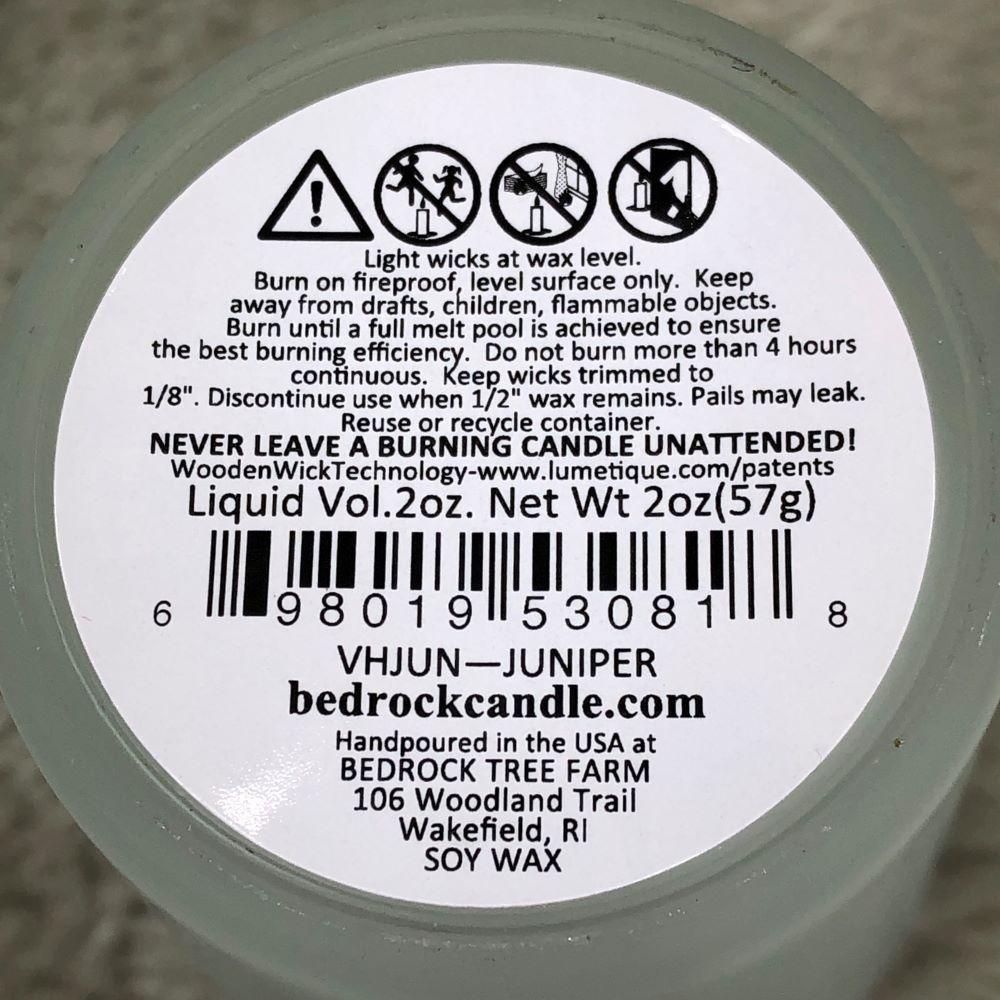 Light wicks at wax level.
Burn on fireproof, level surface only. Keep
away from drafts, children, flammable objects.
Burn until a full melt pool is achieved to ensure
the best burning efficiency. Do not burn more than 4 hours
continuous. Keep wicks trimmed to
1/8". Discontinue use when 1/2" wax remains. Pails may leak.
Reuse or recycle container.
NEVER LEAVE A BURNING CANDLE UNATTENDED!
WoodenWickTechnology-www.lumetique.com/patents
Liquid Vol.2oz. Net Wt 2oz(57g)
6 98019 53081 8
VHJUN—JUNIPER
bedrockcandle.com
Handpoured in the USA at
BEDROCK TREE FARM
106 Woodland Trail
Wakefield, RI
SOY WAX